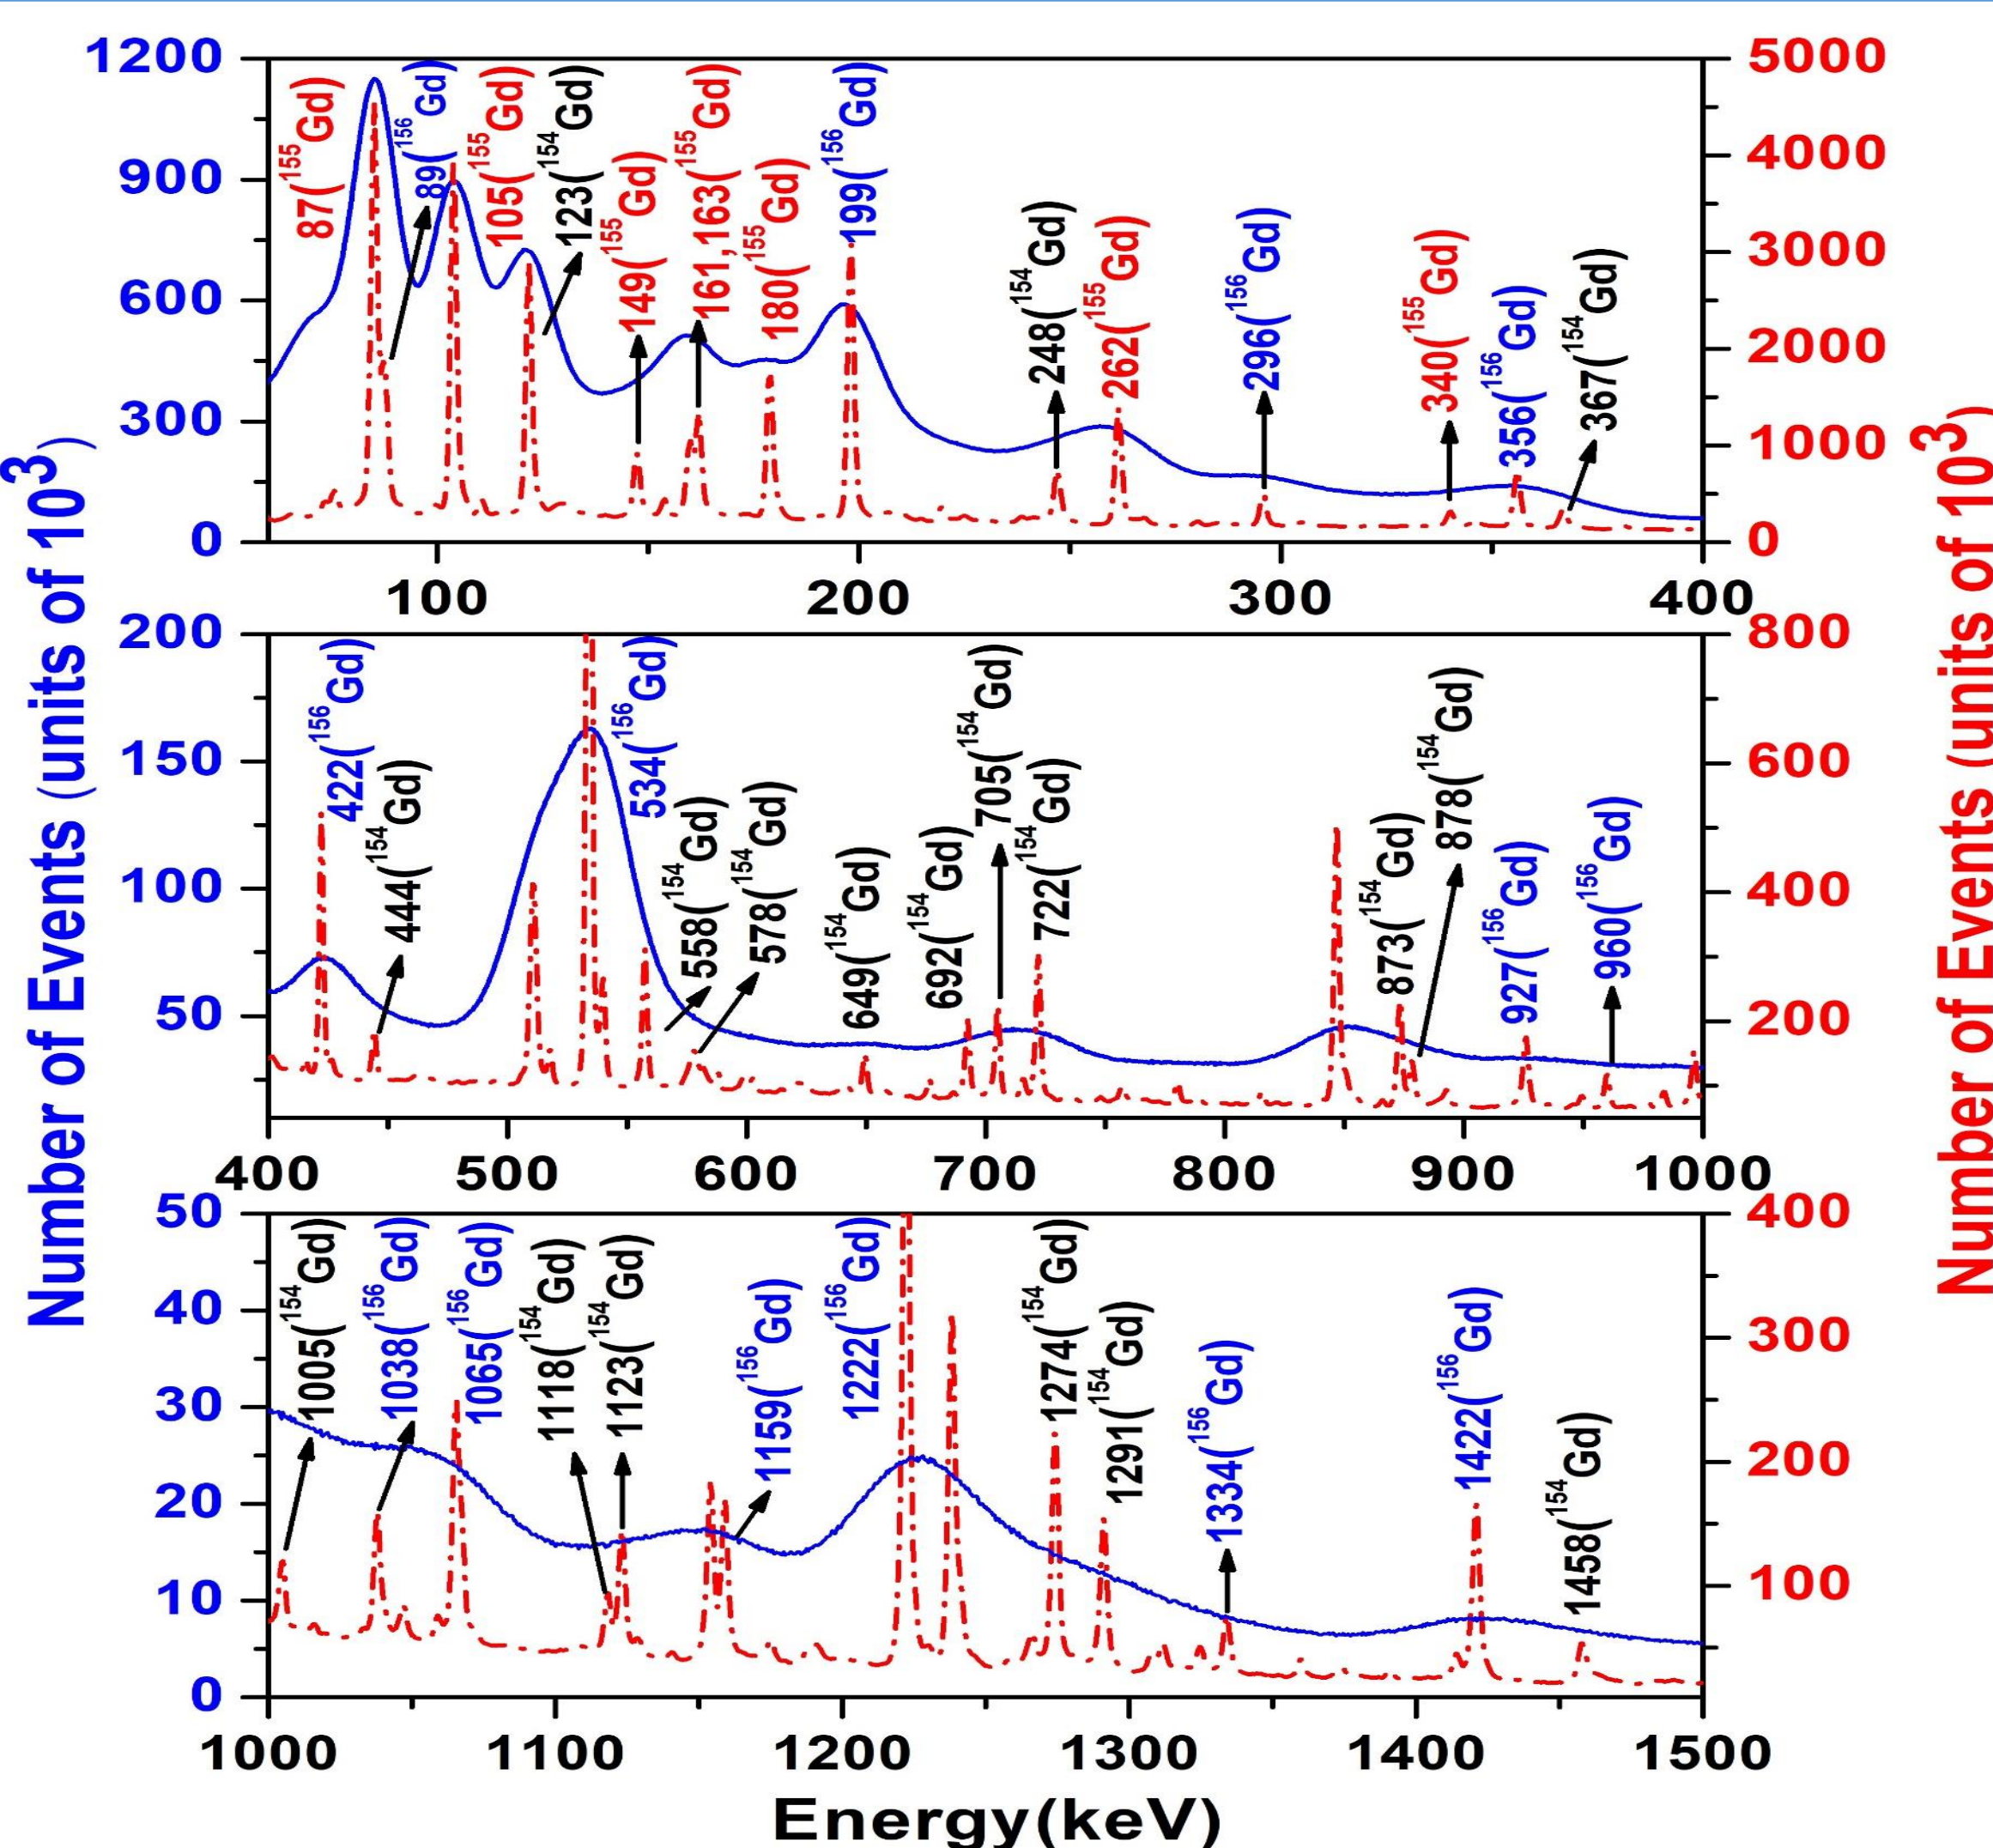 Number of Events (units of 10³)
Number of Events (units of 10³)
1200
900
600
300
0
5000
4000
3000
2000
1000
0
87(¹⁵⁵Gd)
89(¹⁵⁶Gd)
105(¹⁵⁵Gd)
123(¹⁵⁴Gd)
149(¹⁵⁵Gd)
161,163(¹⁵⁵Gd)
180(¹⁵⁵Gd)
199(¹⁵⁶Gd)
248(¹⁵⁴Gd)
262(¹⁵⁵Gd)
296(¹⁵⁶Gd)
340(¹⁵⁵Gd)
356(¹⁵⁶Gd)
367(¹⁵⁴Gd)
100 200 300 400
200
150
100
50
800
600
400
200
422(¹⁵⁶Gd)
444(¹⁵⁴Gd)
534(¹⁵⁶Gd)
558(¹⁵⁴Gd)
578(¹⁵⁴Gd)
649(¹⁵⁴Gd)
692(¹⁵⁴Gd)
705(¹⁵⁴Gd)
722(¹⁵⁴Gd)
873(¹⁵⁴Gd)
878(¹⁵⁴Gd)
927(¹⁵⁶Gd)
960(¹⁵⁶Gd)
400 500 600 700 800 900 1000
50
40
30
20
10
0
400
300
200
100
1005(¹⁵⁴Gd)
1038(¹⁵⁶Gd)
1065(¹⁵⁶Gd)
1118(¹⁵⁴Gd)
1123(¹⁵⁴Gd)
1159(¹⁵⁶Gd)
1222(¹⁵⁶Gd)
1274(¹⁵⁴Gd)
1291(¹⁵⁴Gd)
1334(¹⁵⁶Gd)
1422(¹⁵⁶Gd)
1458(¹⁵⁴Gd)
1000 1100 1200 1300 1400 1500
Energy(keV)